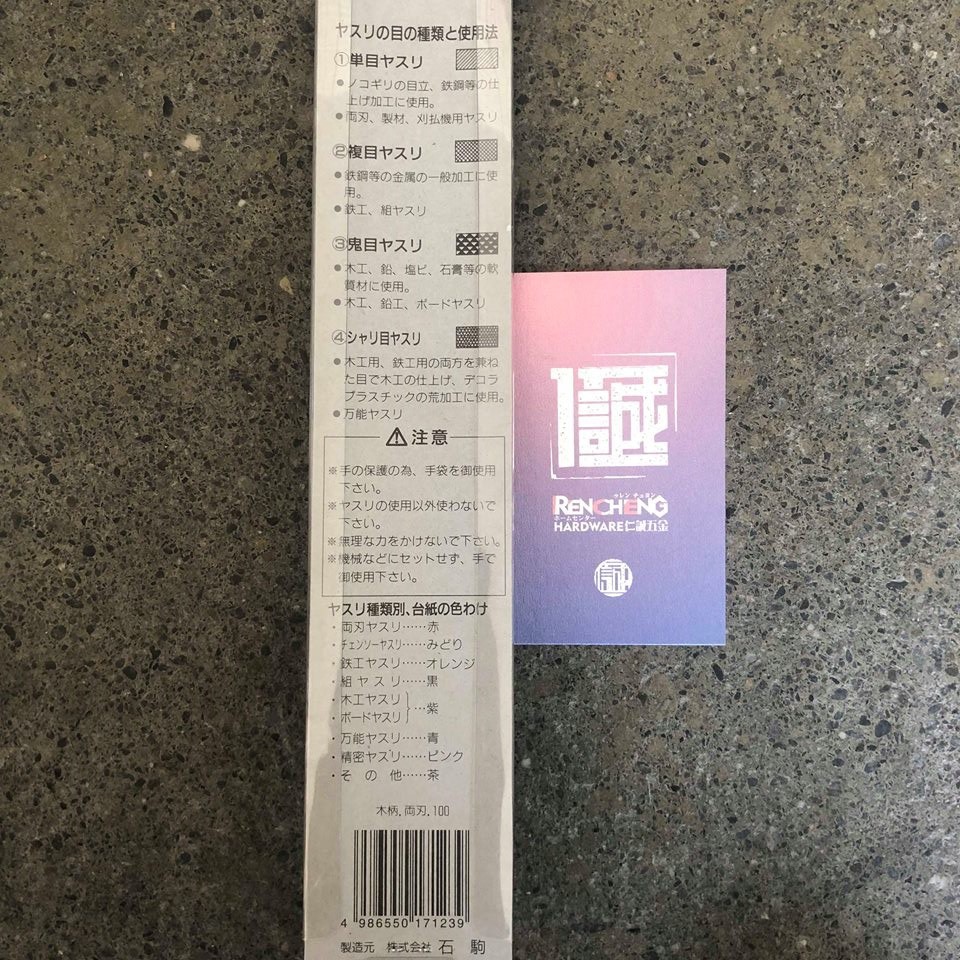 ヤスリの目の種類と使用法
①単目ヤスリ
●ノコギリの目立、鉄鋼等の仕
上げ加工に使用。
●両刃、製材、刈払機用ヤスリ
②複目ヤスリ
●鉄鋼等の金属の一般加工に使
用。
●鉄工、組ヤスリ
③鬼目ヤスリ
●木工、鉛、塩ビ、石膏等の軟
質材に使用。
●木工、鉛工、ボードヤスリ
④シャリ目ヤスリ
●木工用、鉄工用の両方を兼ね
た目で木工の仕上げ、デコラ
プラスチックの荒加工に使用。
●万能ヤスリ
⚠注意
※手の保護の為、手袋を御使用
下さい。
※ヤスリの使用以外使わないで
下さい。
※無理な力をかけないで下さい。
※機械などにセットせず、手で
御使用下さい。
ヤスリ種類別、台紙の色わけ
・両刃ヤスリ……赤
・チェンソーヤスリ……みどり
・鉄工ヤスリ……オレンジ
・組ヤスリ……黒
・木工ヤスリ
・ボードヤスリ
…紫
・万能ヤスリ……青
・精密ヤスリ……ピンク
・その他……茶
木柄,両刃,100
4 986550 171239
製造元 株式会社 石駒
RENCHENG
ホームセンター
HARDWARE仁誠五金